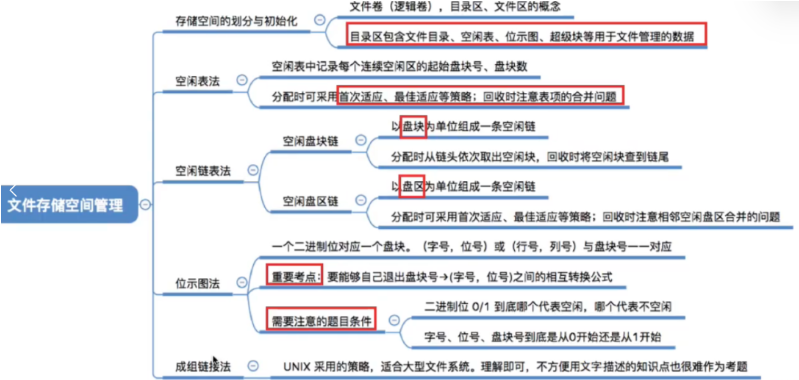 文件存储空间管理
存储空间的划分与初始化
文件卷（逻辑卷），目录区、文件区的概念
目录区包含文件目录、空闲表、位示图、超级块等用于文件管理的数据
空闲表法
空闲表中记录每个连续空闲区的起始盘块号、盘块数
分配时可采用首次适应、最佳适应等策略；回收时注意表项的合并问题
空闲链表法
空闲盘块链
以盘块为单位组成一条空闲链
分配时从链头依次取出空闲块，回收时将空闲块查到链尾
空闲盘区链
以盘区为单位组成一条空闲链
分配时可采用首次适应、最佳适应等策略；回收时注意相邻空闲盘区合并的问题
位示图法
一个二进制位对应一个盘块。（字号，位号）或（行号，列号）与盘块号一一对应
重要考点：要能够自己退出盘块号→(字号，位号)之间的相互转换公式
需要注意的题目条件
二进制位 0/1 到底哪个代表空闲，哪个代表不空闲
字号、位号、盘块号到底是从0开始还是从1开始
成组链接法
UNIX 采用的策略，适合大型文件系统。理解即可，不方便用文字描述的知识点也很难作为考题